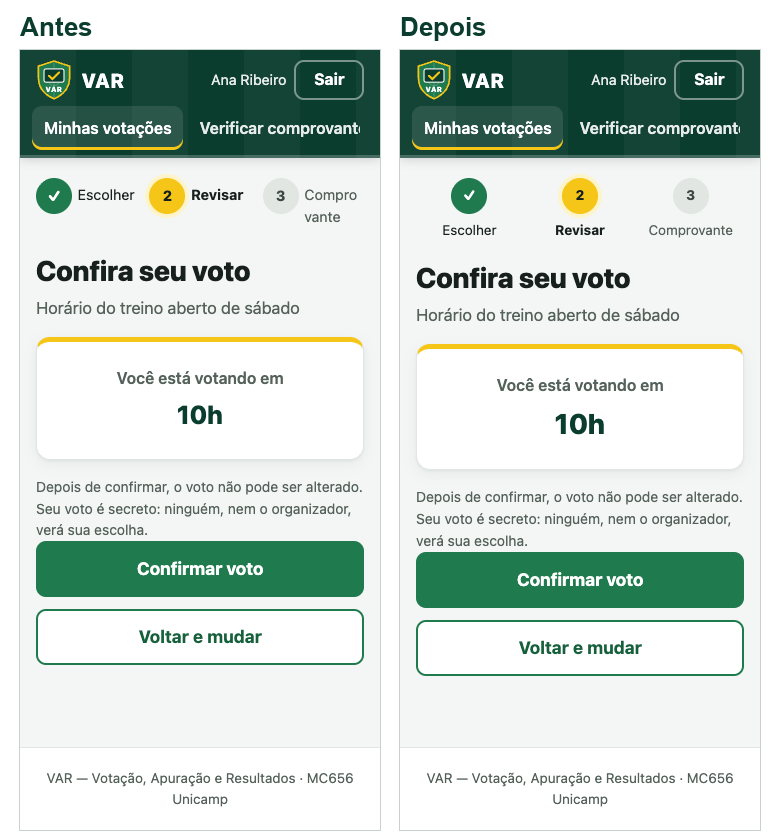 Antes
VAR
VAR
Ana Ribeiro
Sair
Minhas votações
Verificar comprovante
Escolher
2
Revisar
3
Compro
vante
Confira seu voto
Horário do treino aberto de sábado
Você está votando em
10h
Depois de confirmar, o voto não pode ser alterado.
Seu voto é secreto: ninguém, nem o organizador,
verá sua escolha.
Confirmar voto
Voltar e mudar
VAR — Votação, Apuração e Resultados · MC656
Unicamp
Depois
VAR
VAR
Ana Ribeiro
Sair
Minhas votações
Verificar comprovante
2
3
Escolher
Revisar
Comprovante
Confira seu voto
Horário do treino aberto de sábado
Você está votando em
10h
Depois de confirmar, o voto não pode ser alterado.
Seu voto é secreto: ninguém, nem o organizador,
verá sua escolha.
Confirmar voto
Voltar e mudar
VAR — Votação, Apuração e Resultados · MC656
Unicamp